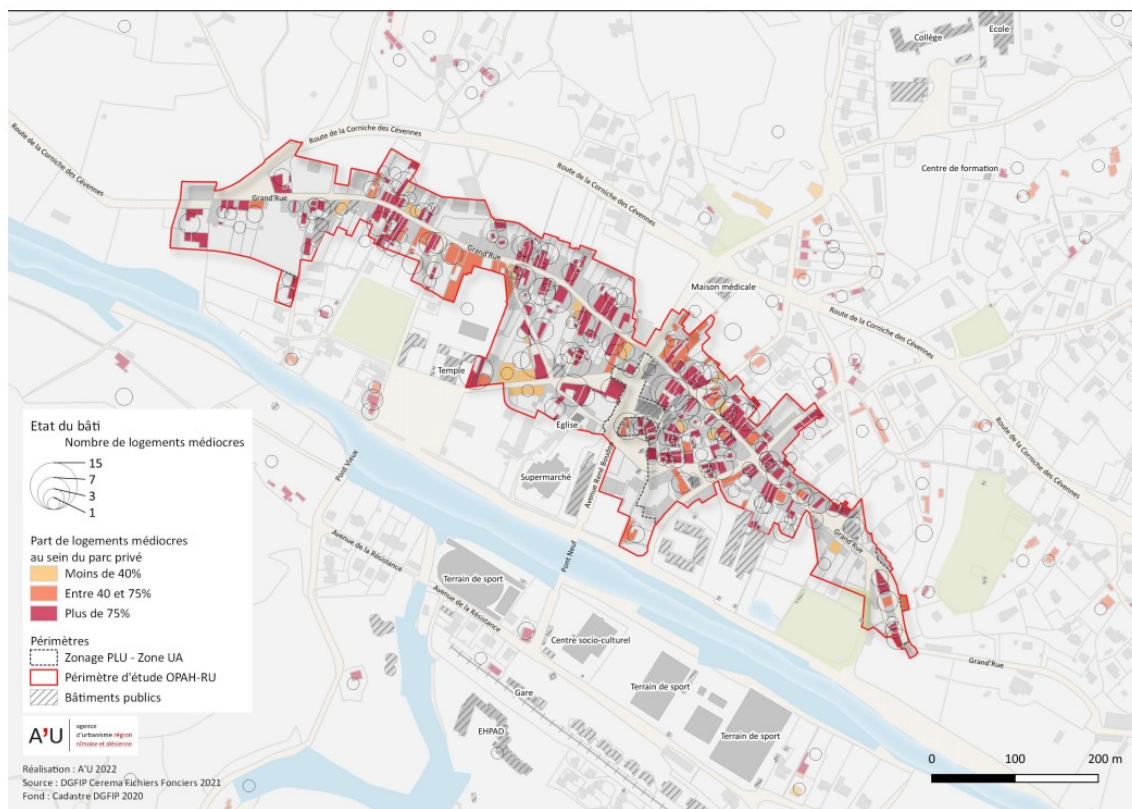 Collège
Ecole
Route de la Corniche des Cévennes
Route de la Corniche des Cévennes
Route de la Corniche des Cévennes
Centre de formation
Grand'Rue
Grand'Rue
Maison médicale
Route de la Corniche des Cévennes
Temple
Eglise
Route de la Corniche des Cévennes
Pont Vieux
Supermarché
Avenue René Boudon
Grand'Rue
Avenue de la Résistance
Terrain de sport
Pont Neuf
Avenue de la Résistance
Centre socio-culturel
Grand'Rue
Gare
Terrain de sport
EHPAD
Terrain de sport
Etat du bâti
Nombre de logements médiocres
15
7
3
1
Part de logements médiocres
au sein du parc privé
Moins de 40%
Entre 40 et 75%
Plus de 75%
Périmètres
Zonage PLU - Zone UA
Périmètre d'étude OPAH-RU
Bâtiments publics
A'U
agence
d'urbanisme région
nîmoise et alésienne
Réalisation : A'U 2022
Source : DGFIP Cerema Fichiers Fonciers 2021
Fond : Cadastre DGFIP 2020
0 100 200 m